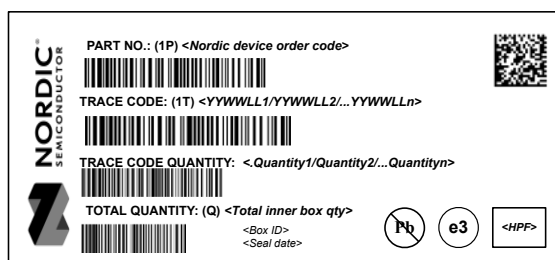 NORDIC®
SEMICONDUCTOR
PART NO.: (1P) <Nordic device order code>
TRACE CODE: (1T) <YYWWLL1/YYWWLL2/...YYWWLLn>
TRACE CODE QUANTITY: <.Quantity1/Quantity2/...Quantityn>
TOTAL QUANTITY: (Q) <Total inner box qty>
<Box ID>
<Seal date>
Pb
e3
<HPF>